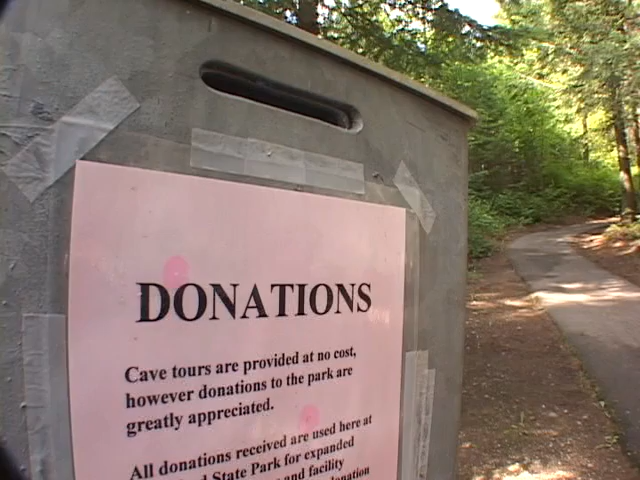 DONATIONS
Cave tours are provided at no cost,
however donations to the park are
greatly appreciated.
All donations received are used here at
State Park for expanded
and facility
donation